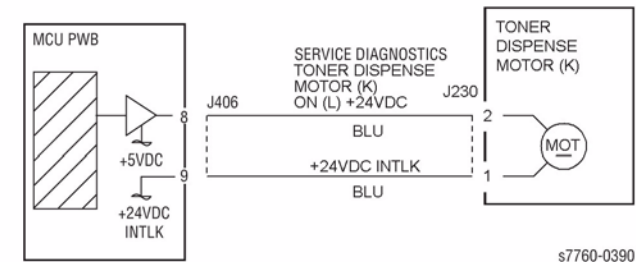 MCU PWB
+5VDC
+24VDC
INTLK
8
9
J406
SERVICE DIAGNOSTICS
TONER DISPENSE
MOTOR (K)
ON (L) +24VDC
BLU
+24VDC INTLK
BLU
J230
2
1
TONER
DISPENSE
MOTOR (K)
MOT
s7760-0390